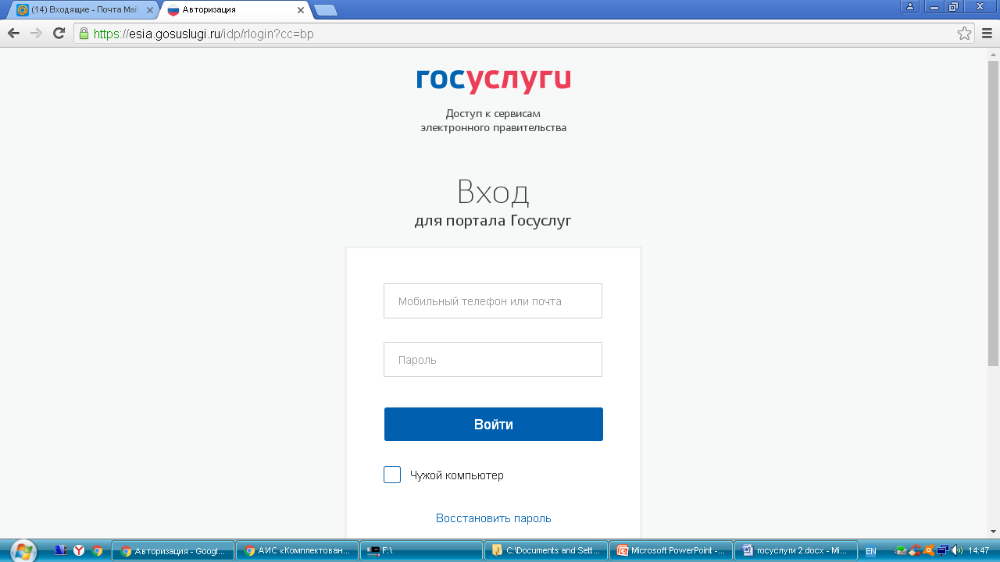 (14) Входящие - Почта Mail
Авторизация
https://esia.gosuslugi.ru/idp/rlogin?cc=bp
госуслуги
Доступ к сервисам
электронного правительства
Вход
для портала Госуслуг
Мобильный телефон или почта
Пароль
Войти
Чужой компьютер
Восстановить пароль
Авторизация - Googl...
АИС «Комплектован...
F:\
C:\Documents and Sett...
Microsoft PowerPoint -...
госуслуги 2.docx - Mi...
EN
14:47